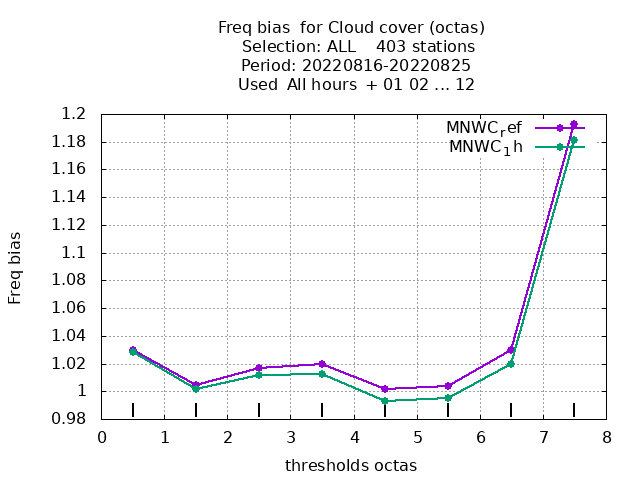 Freq bias  for Cloud cover (octas)
Selection: ALL    403 stations
Period: 20220816-20220825
Used  All hours  + 01 02 ... 12
1.2
1.18
1.16
1.14
1.12
1.1
1.08
1.06
1.04
1.02
1
0.98
Freq bias
MNWC_ref
MNWC_1h
0 1 2 3 4 5 6 7 8
thresholds octas